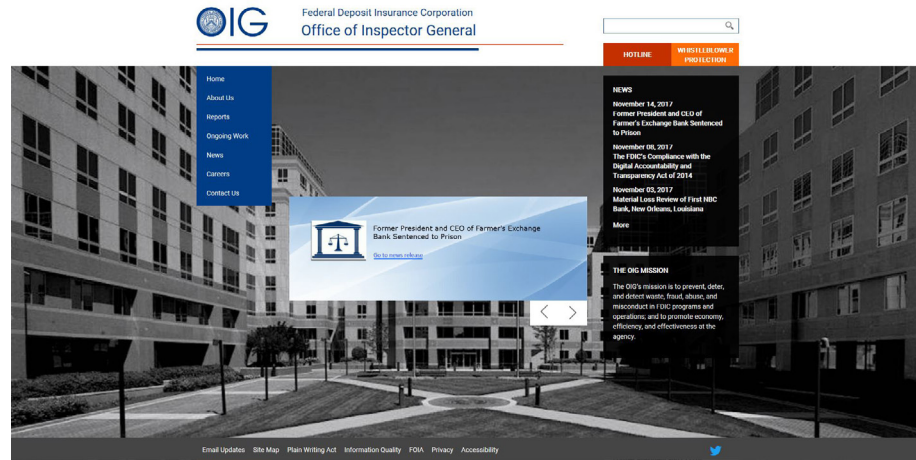 OIG
Federal Deposit Insurance Corporation
Office of Inspector General
HOTLINE
WHISTLEBLOWER
PROTECTION
Home
About Us
Reports
Ongoing Work
News
Careers
Contact Us
Former President and CEO of Farmer's Exchange
Bank Sentenced to Prison
Go to news release
NEWS
November 14, 2017
Former President and CEO of
Farmer's Exchange Bank Sentenced
to Prison
November 08, 2017
The FDIC's Compliance with the
Digital Accountability and
Transparency Act of 2014
November 03, 2017
Material Loss Review of First NBC
Bank, New Orleans, Louisiana
More
THE OIG MISSION
The OIG's mission is to prevent, deter,
and detect waste, fraud, abuse, and
misconduct in FDIC programs and
operations; and to promote economy,
efficiency, and effectiveness at the
agency.
Email Updates Site Map Plain Writing Act Information Quality FOIA Privacy Accessibility